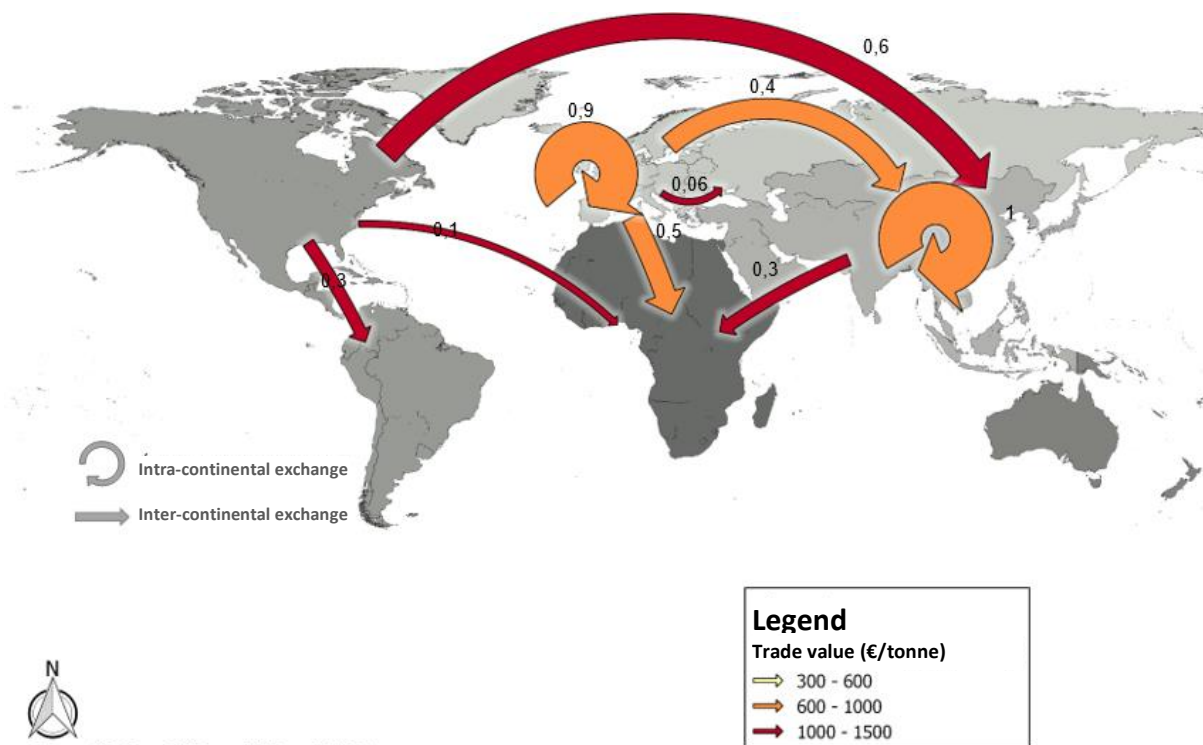 0,6
0,4
0,9
0,06
1
0,5
0,1
0,3
0,3
Intra-continental exchange
Inter-continental exchange
Legend
Trade value (€/tonne)
300 - 600
600 - 1000
1000 - 1500
N